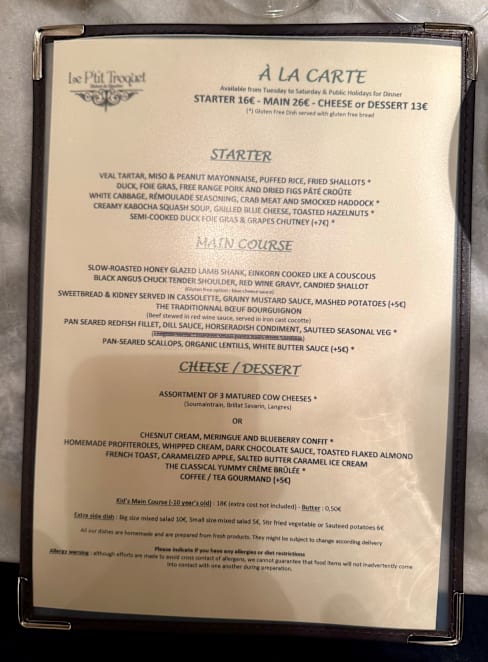 Le P'tit Troquet
À LA CARTE
Available from Tuesday to Saturday & Public Holidays for Dinner
STARTER 16€ - MAIN 26€ - CHEESE or DESSERT 13€
(*) Gluten Free Dish served with gluten free bread
STARTER
VEAL TARTAR, MISO & PEANUT MAYONNAISE, PUFFED RICE, FRIED SHALLOTS *
DUCK, FOIE GRAS, FREE RANGE PORK AND DRIED FIGS PÂTÉ CROÛTE
WHITE CABBAGE, RÉMOULADE SEASONING, CRAB MEAT AND SMOCKED HADDOCK *
CREAMY KABOCHA SQUASH SOUP, GRILLED BLUE CHEESE, TOASTED HAZELNUTS *
SEMI-COOKED DUCK FOIE GRAS & GRAPES CHUTNEY (+7€) *
MAIN COURSE
SLOW-ROASTED HONEY GLAZED LAMB SHANK, EINKORN COOKED LIKE A COUSCOUS
BLACK ANGUS CHUCK TENDER SHOULDER, RED WINE GRAVY, CANDIED SHALLOT
(Gluten free option : blue cheese sauce)
SWEETBREAD & KIDNEY SERVED IN CASSOLETTE, GRAINY MUSTARD SAUCE, MASHED POTATOES (+5€)
THE TRADITIONNAL BŒUF BOURGUIGNON
(Beef stewed in red wine sauce, served in iron cast cocotte)
PAN SEARED REDFISH FILLET, DILL SAUCE, HORSERADISH CONDIMENT, SAUTEED SEASONAL VEG *
PAN-SEARED SCALLOPS, ORGANIC LENTILS, WHITE BUTTER SAUCE (+5€) *
CHEESE / DESSERT
ASSORTMENT OF 3 MATURED COW CHEESES *
(Soumaintrain, Brillat Savarin, Langres)
OR
CHESNUT CREAM, MERINGUE AND BLUEBERRY CONFIT *
HOMEMADE PROFITEROLES, WHIPPED CREAM, DARK CHOCOLATE SAUCE, TOASTED FLAKED ALMOND
FRENCH TOAST, CARAMELIZED APPLE, SALTED BUTTER CARAMEL ICE CREAM
THE CLASSICAL YUMMY CRÈME BRÛLÉE *
COFFEE / TEA GOURMAND (+5€)
Kid's Main Course (-10 year's old) : 18€ (extra cost not included) - Butter : 0,50€
Extra side dish : Big size mixed salad 10€, Small size mixed salad 5€, Stir fried vegetable or Sauteed potatoes 6€
All our dishes are homemade and are prepared from fresh products. They might be subject to change according delivery
Please indicate if you have any allergies or diet restrictions
Allergy warning : although efforts are made to avoid cross contact of allergens, we cannot guarantee that food items will not inadvertently come
into contact with one another during preparation.